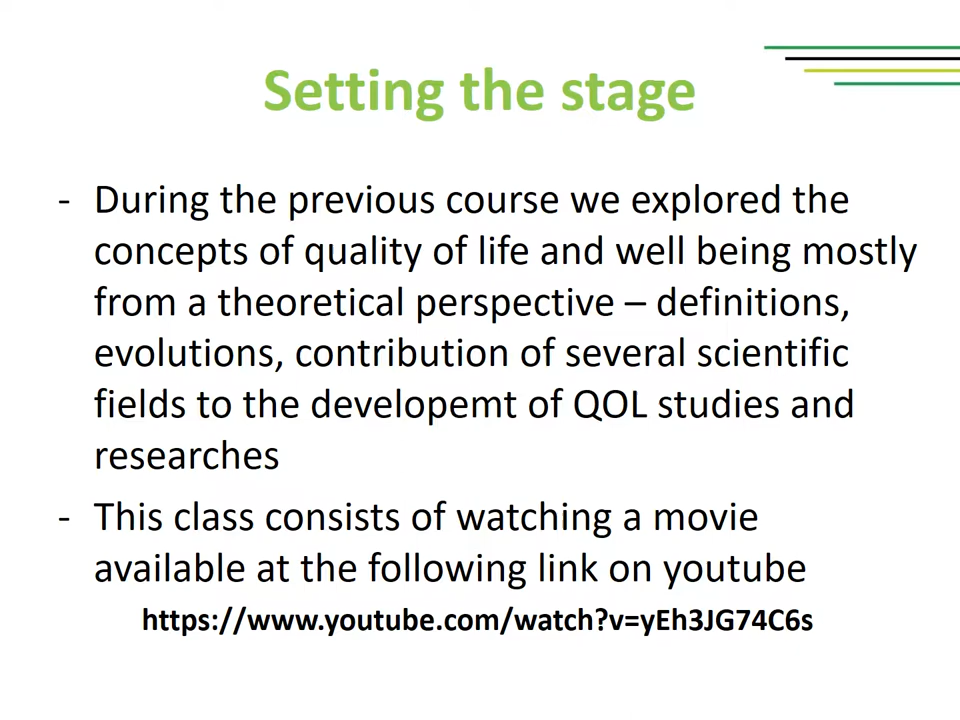 Setting the stage
- During the previous course we explored the
concepts of quality of life and well being mostly
from a theoretical perspective – definitions,
evolutions, contribution of several scientific
fields to the developemt of QOL studies and
researches
- This class consists of watching a movie
available at the following link on youtube
https://www.youtube.com/watch?v=yEh3JG74C6s